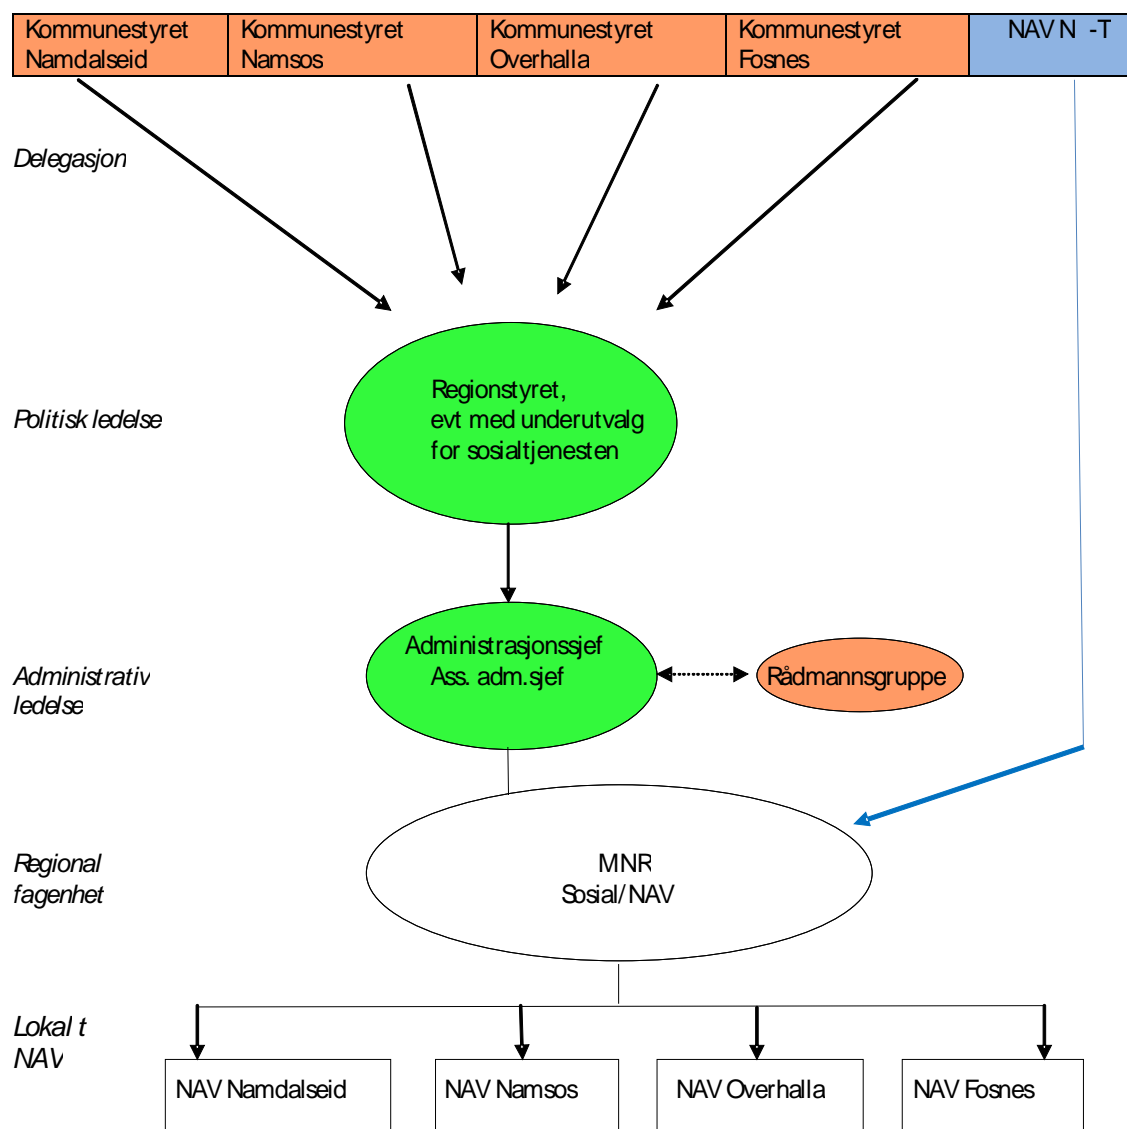 Kommunestyret
Namdalseid
Kommunestyret
Namsos
Kommunestyret
Overhalla
Kommunestyret
Fosnes
NAV N -T
Delegasjon
Politisk ledelse
Regionstyret,
evt med underutvalg
for sosialtjenesten
Administrativ
ledelse
Administrasjonssjef
Ass. adm.sjef
Rådmannsgruppe
Regional
fagenhet
MNR
Sosial/NAV
Lokal t
NAV
NAV Namdalseid
NAV Namsos
NAV Overhalla
NAV Fosnes